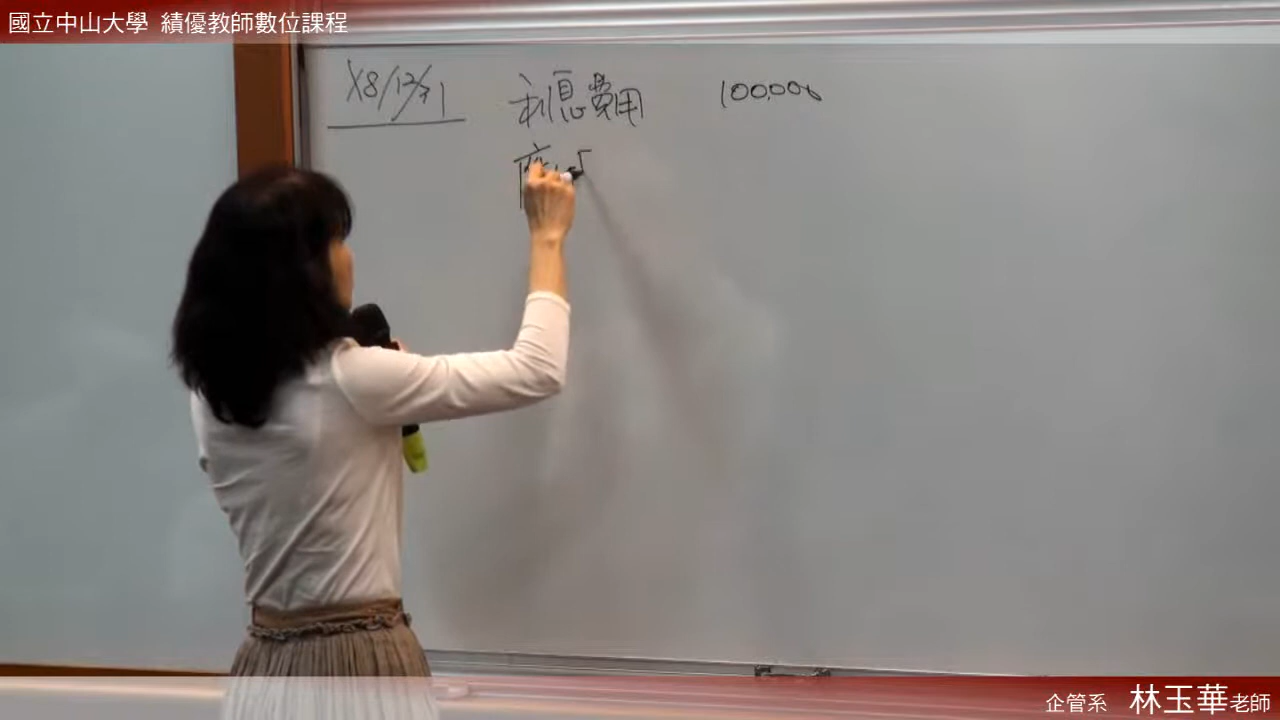 國立中山大學 績優教師數位課程
X8/12/31 利息費用 100,000
企管系 林玉華老師